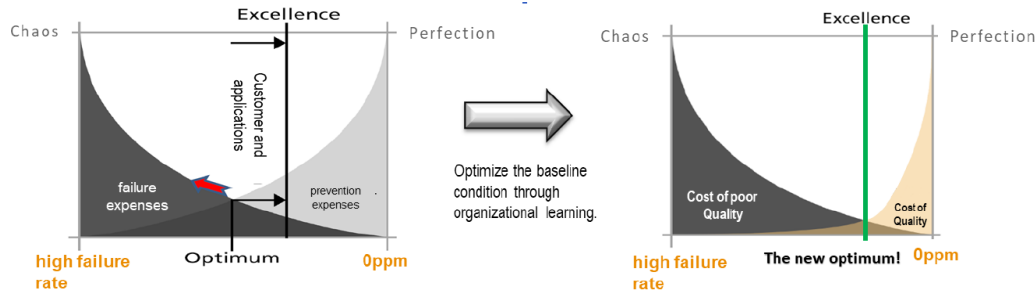 Excellence
Chaos
Perfection
Customer and
applications
failure
expenses
prevention
expenses
high failure
rate
Optimum
0ppm
Optimize the baseline
condition through
organizational learning.
Excellence
Chaos
Perfection
Cost of poor
Quality
Cost of
Quality
high failure
rate
The new optimum!
0ppm